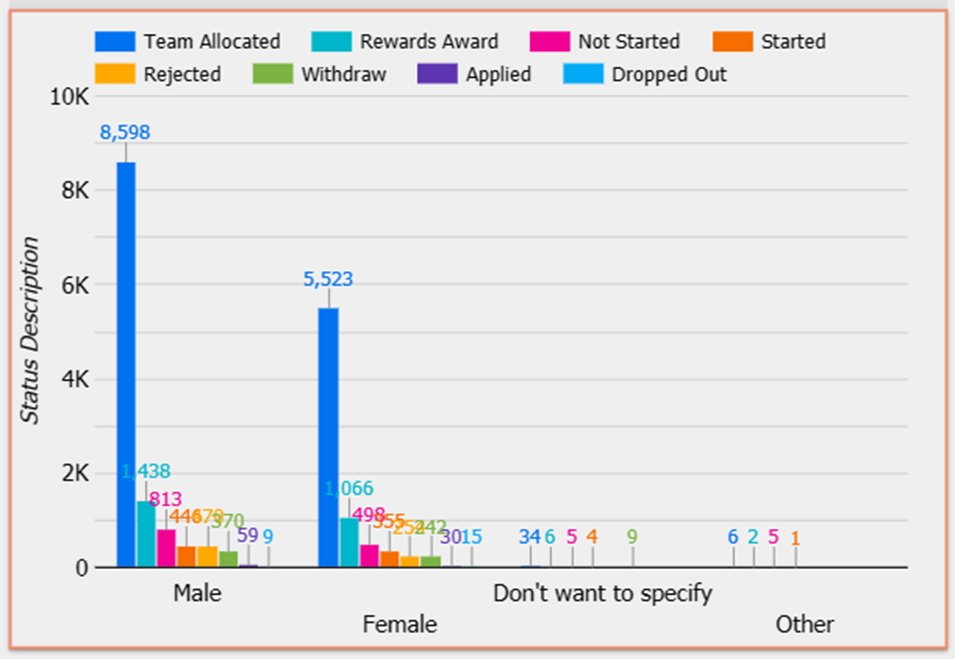 Team Allocated Rewards Award Not Started Started
Rejected Withdraw Applied Dropped Out
10K
8,598
8K
6K
5,523
4K
2K
1,438
1,066
813
498
370
355
242
59 9
30 15
34 6 5 4 9
6 2 5 1
0
Status Description
Male Don't want to specify
Female Other